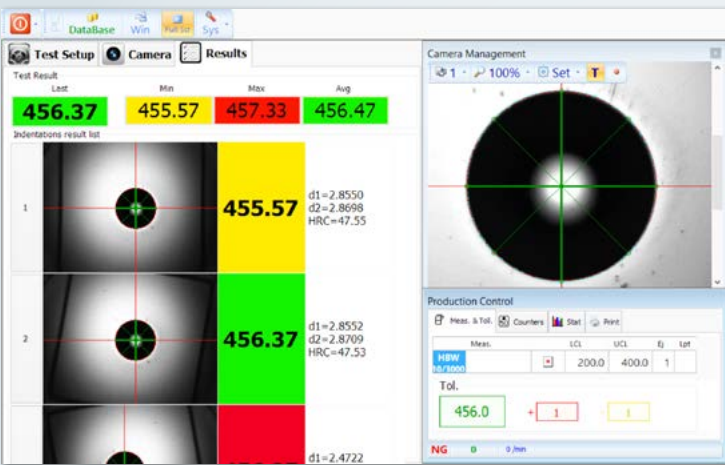 DataBase Win Full Scr Sys
Test Setup Camera Results
Test Result
Last Min Max Avg
456.37 455.57 457.33 456.47
Indentations result list
1
455.57
d1=2.8550
d2=2.8698
HRC=47.55
2
456.37
d1=2.8552
d2=2.8709
HRC=47.53
d1=2.4722
Camera Management
1 100% Set T
Production Control
Meas. & Tol. Counters Stat Print
Meas. LCL UCL Ej Lpt
HBW
10/3000
200.0 400.0 1
Tol.
456.0 + 1 - 1
NG 0 0 /min